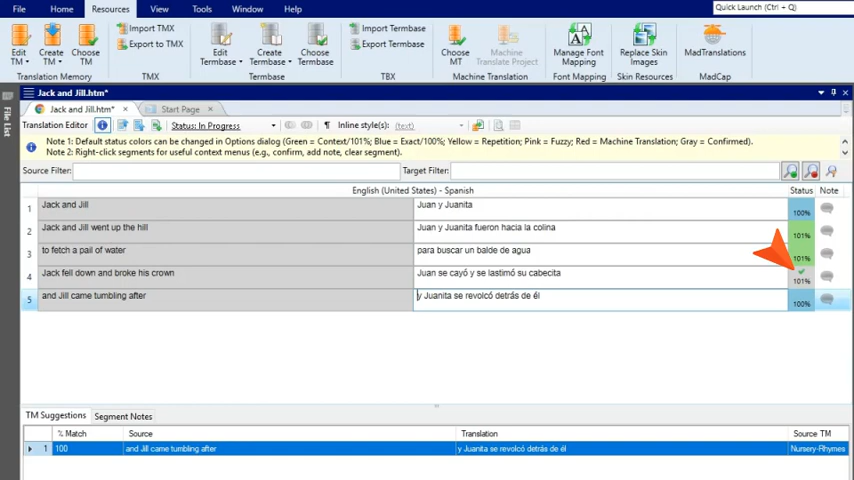 File Home Resources View Tools Window Help Quick Launch (Ctrl + Q)
Edit TM Create TM Choose TM Import TMX Export to TMX Edit Termbase Create Termbase Choose Termbase Import Termbase Export Termbase Choose MT Machine Translate Project Manage Font Mapping Replace Skin Images MadTranslations
Translation Memory TMX Termbase TBX Machine Translation Font Mapping Skin Resources MadCap
File List
Jack and Jill.htm*
Jack and Jill.htm* Start Page
Translation Editor Status: In Progress Inline style(s): (text)
Note 1: Default status colors can be changed in Options dialog (Green = Context/101%; Blue = Exact/100%; Yellow = Repetition; Pink = Fuzzy; Red = Machine Translation; Gray = Confirmed).
Note 2: Right-click segments for useful context menus (e.g., confirm, add note, clear segment).
Source Filter: Target Filter:
English (United States) - Spanish Status Note
1 Jack and Jill Juan y Juanita 100%
2 Jack and Jill went up the hill Juan y Juanita fueron hacia la colina 101%
3 to fetch a pail of water para buscar un balde de agua 101%
4 Jack fell down and broke his crown Juan se cayó y se lastimó su cabecita 101%
5 and Jill came tumbling after y Juanita se revolcó detrás de él 100%
TM Suggestions Segment Notes
% Match Source Translation Source TM
1 100 and Jill came tumbling after y Juanita se revolcó detrás de él Nursery-Rhymes